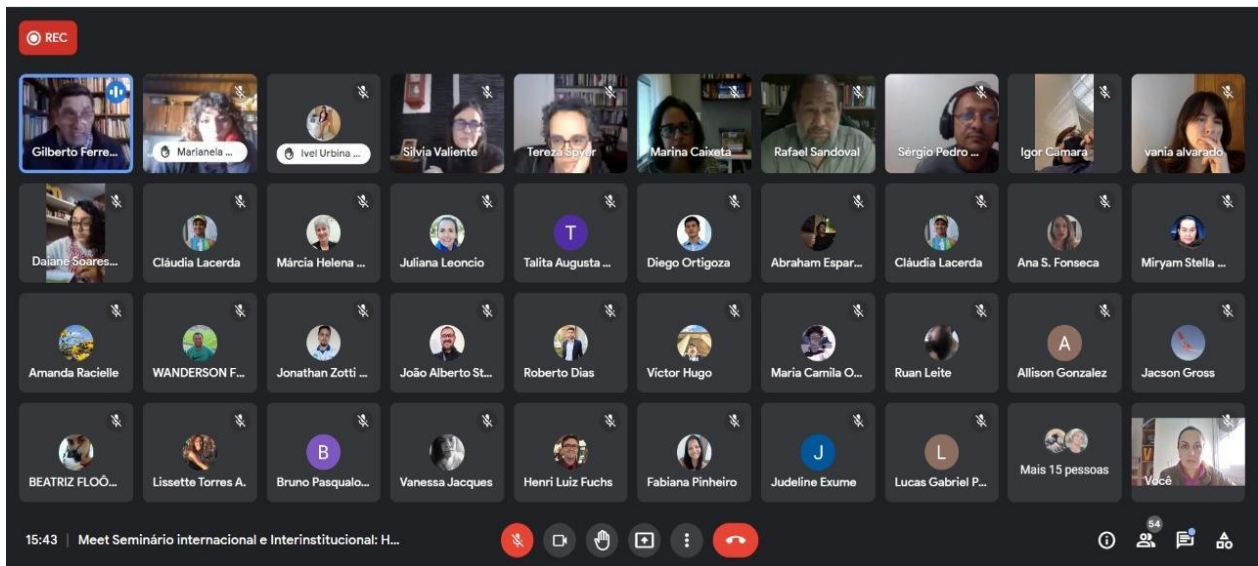 REC
Gilberto Ferre...
Marianela ...
Ivel Urbina ...
Silvia Valiente
Tereza Spyer
Marina Caixeta
Rafael Sandoval
Sérgio Pedro ...
Igor Câmara
vania alvarado
Daiane Soares...
Cláudia Lacerda
Márcia Helena ...
Juliana Leoncio
T
Talita Augusta ...
Diego Ortigoza
Abraham Espar...
Cláudia Lacerda
Ana S. Fonseca
Miryam Stella ...
Amanda Racielle
WANDERSON F...
Jonathan Zotti ...
João Alberto St...
Roberto Dias
Victor Hugo
Maria Camila O...
Ruan Leite
A
Allison Gonzalez
Jacson Gross
BEATRIZ FLOÔ...
Lissette Torres A.
B
Bruno Pasqualo...
Vanessa Jacques
Henri Luiz Fuchs
Fabiana Pinheiro
J
Judeline Exume
L
Lucas Gabriel P...
Mais 15 pessoas
Você
15:43 | Meet Seminário internacional e Interinstitucional: H...
54